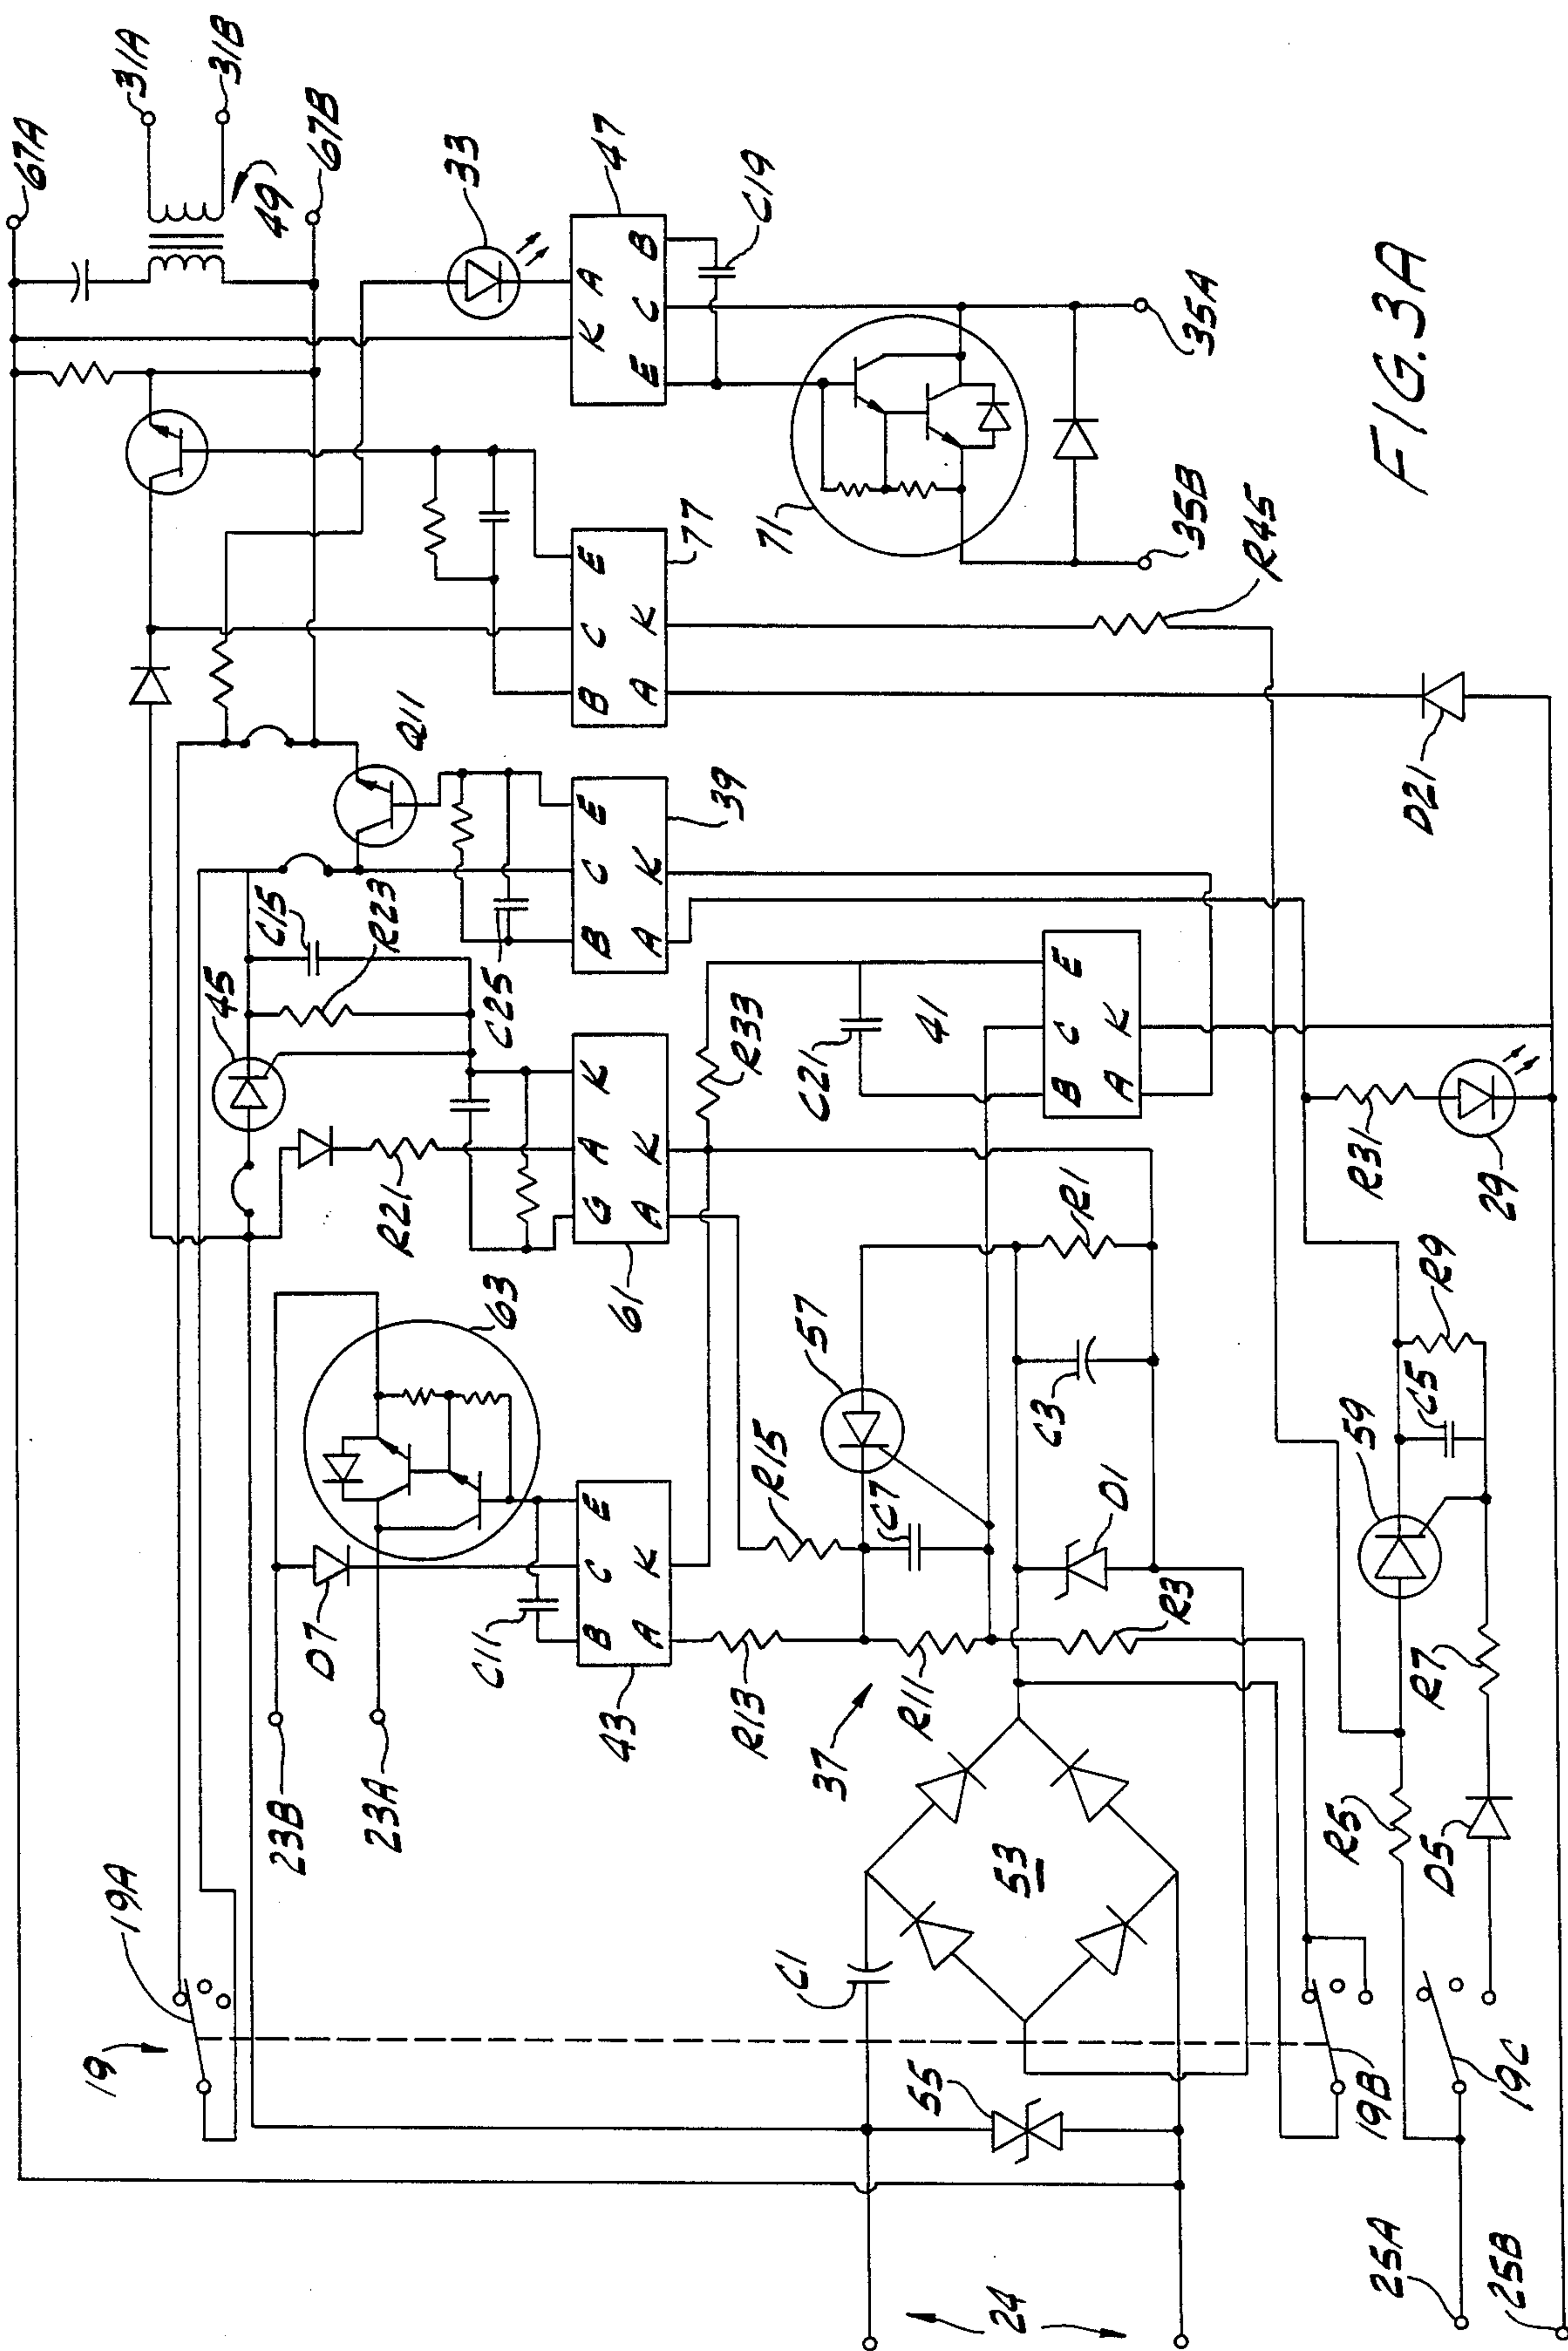 67A
31A
31B
49
67B
33
K A
E C B
47
C19
71
35A
35B
77
B C E
A K
R45
D21
Q11
39
B C E
A K
C15
R23
C25
45
R21
G A K
A K
61
R33
C21
41
B C E
A K
R31
29
63
D7
C11
B C E
A K
43
23B
23A
R15
57
C7
R13
R11
37
R1
C3
D1
R3
R9
C5
59
R7
R5
D5
19A
19
C1
53
55
19B
19C
24
25A
25B
FIG. 3A